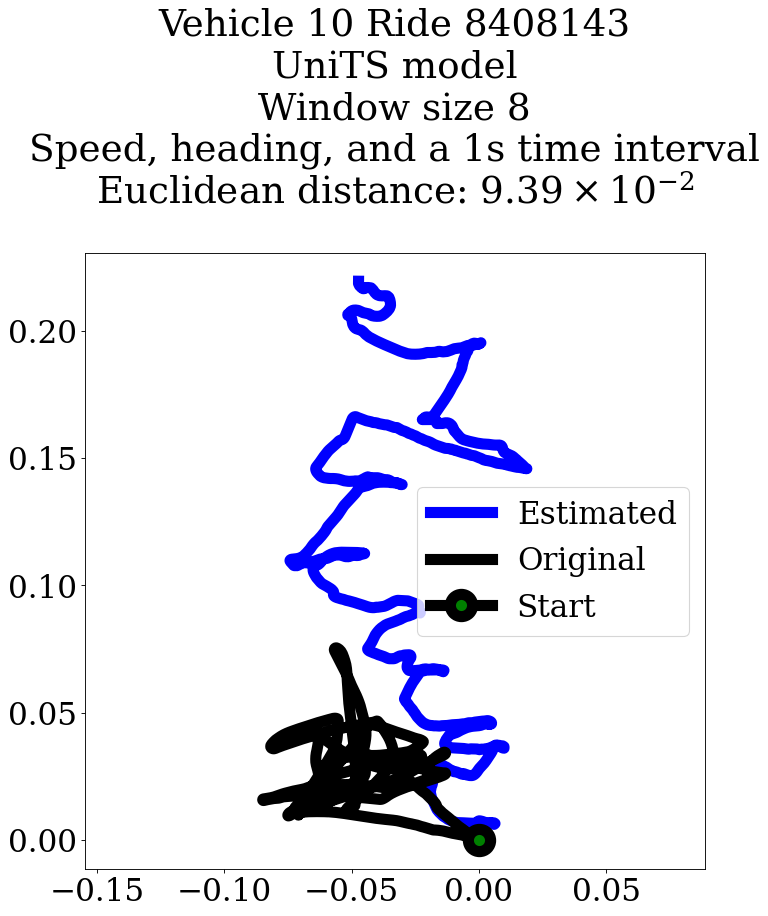 Vehicle 10 Ride 8408143
UniTS model
Window size 8
Speed, heading, and a 1s time interval
Euclidean distance: 9.39 × 10⁻²
0.20
0.15
Estimated
Original
0.10
Start
0.05
0.00
−0.15 −0.10 −0.05 0.00 0.05